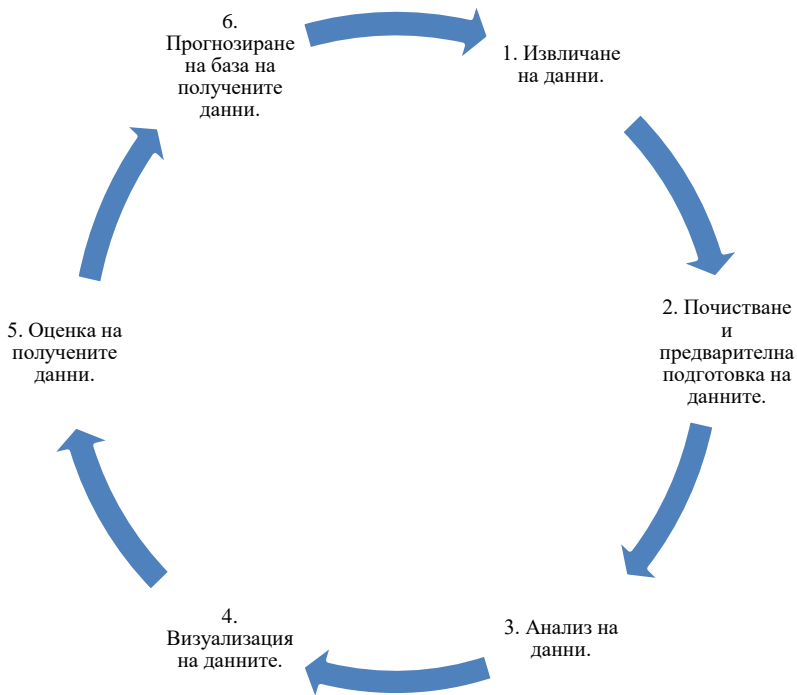 1. Извличане
на данни.
2. Почистване
и
предварителна
подготовка на
данните.
3. Анализ на
данни.
4.
Визуализация
на данните.
5. Оценка на
получените
данни.
6.
Прогнозиране
на база на
получените
данни.